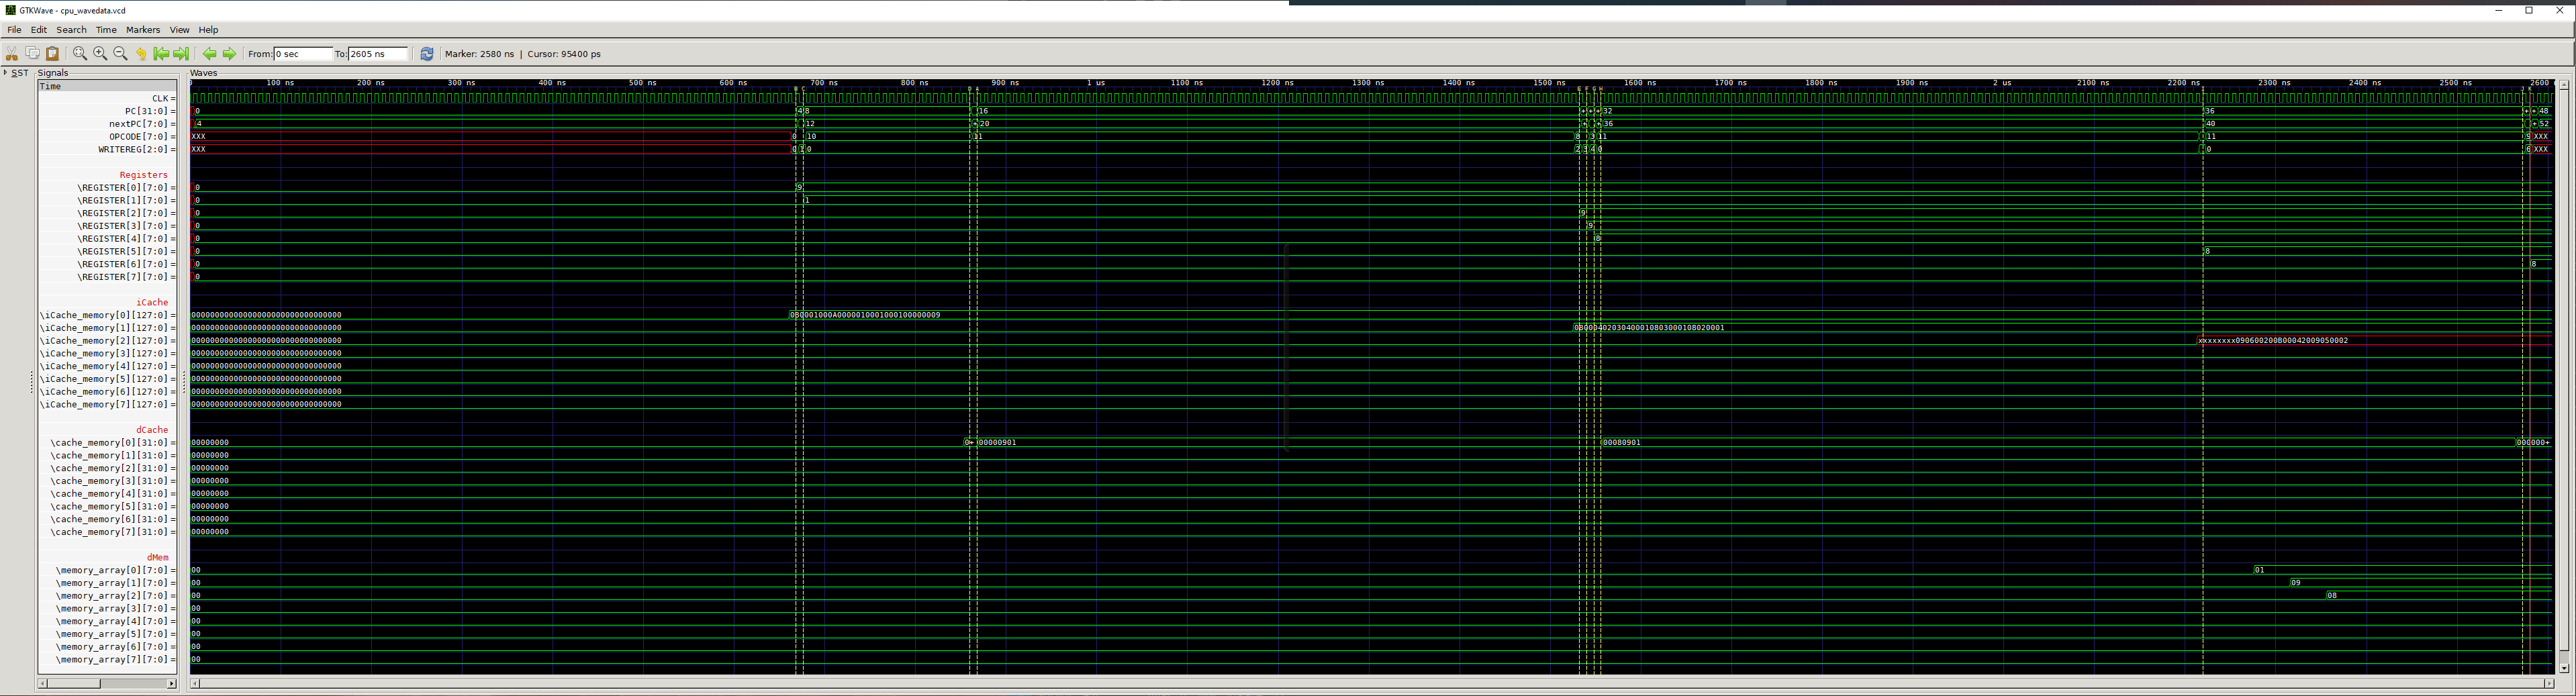 GTKWave - cpu_wavedata.vcd
File Edit Search Time Markers View Help
From: 0 sec To: 2605 ns Marker: 2580 ns | Cursor: 95400 ps
SST Signals Waves
Time 0 100 ns 200 ns 300 ns 400 ns 500 ns 600 ns 700 ns 800 ns 900 ns 1 us 1100 ns 1200 ns 1300 ns 1400 ns 1500 ns 1600 ns 1700 ns 1800 ns 1900 ns 2 us 2100 ns 2200 ns 2300 ns 2400 ns 2500 ns 2600
CLK =
PC[31:0] = 0 4 8 16 + + + 32 36 + + 48
nextPC[7:0] = 4 12 + 20 + 36 40 + 52
OPCODE[7:0] = XXX 0 10 11 8 3 11 11 9 XXX
WRITEREG[2:0] = XXX 0 1 0 2 3 4 0 0 6 XXX
Registers
\REGISTER[0][7:0] = 0 9
\REGISTER[1][7:0] = 0 1
\REGISTER[2][7:0] = 0 9
\REGISTER[3][7:0] = 0 9
\REGISTER[4][7:0] = 0 8
\REGISTER[5][7:0] = 0 8
\REGISTER[6][7:0] = 0 8
\REGISTER[7][7:0] = 0
iCache
\iCache_memory[0][127:0] = 00000000000000000000000000000000 0B0001000A0000010001000100000009
\iCache_memory[1][127:0] = 00000000000000000000000000000000 0B000402030400010803000108020001
\iCache_memory[2][127:0] = 00000000000000000000000000000000 xxxxxxxx090600200B00042009050002
\iCache_memory[3][127:0] = 00000000000000000000000000000000
\iCache_memory[4][127:0] = 00000000000000000000000000000000
\iCache_memory[5][127:0] = 00000000000000000000000000000000
\iCache_memory[6][127:0] = 00000000000000000000000000000000
\iCache_memory[7][127:0] = 00000000000000000000000000000000
dCache
\cache_memory[0][31:0] = 00000000 0+ 00000901 00080901 000000+
\cache_memory[1][31:0] = 00000000
\cache_memory[2][31:0] = 00000000
\cache_memory[3][31:0] = 00000000
\cache_memory[4][31:0] = 00000000
\cache_memory[5][31:0] = 00000000
\cache_memory[6][31:0] = 00000000
\cache_memory[7][31:0] = 00000000
dMem
\memory_array[0][7:0] = 00 01
\memory_array[1][7:0] = 00 09
\memory_array[2][7:0] = 00 08
\memory_array[3][7:0] = 00
\memory_array[4][7:0] = 00
\memory_array[5][7:0] = 00
\memory_array[6][7:0] = 00
\memory_array[7][7:0] = 00